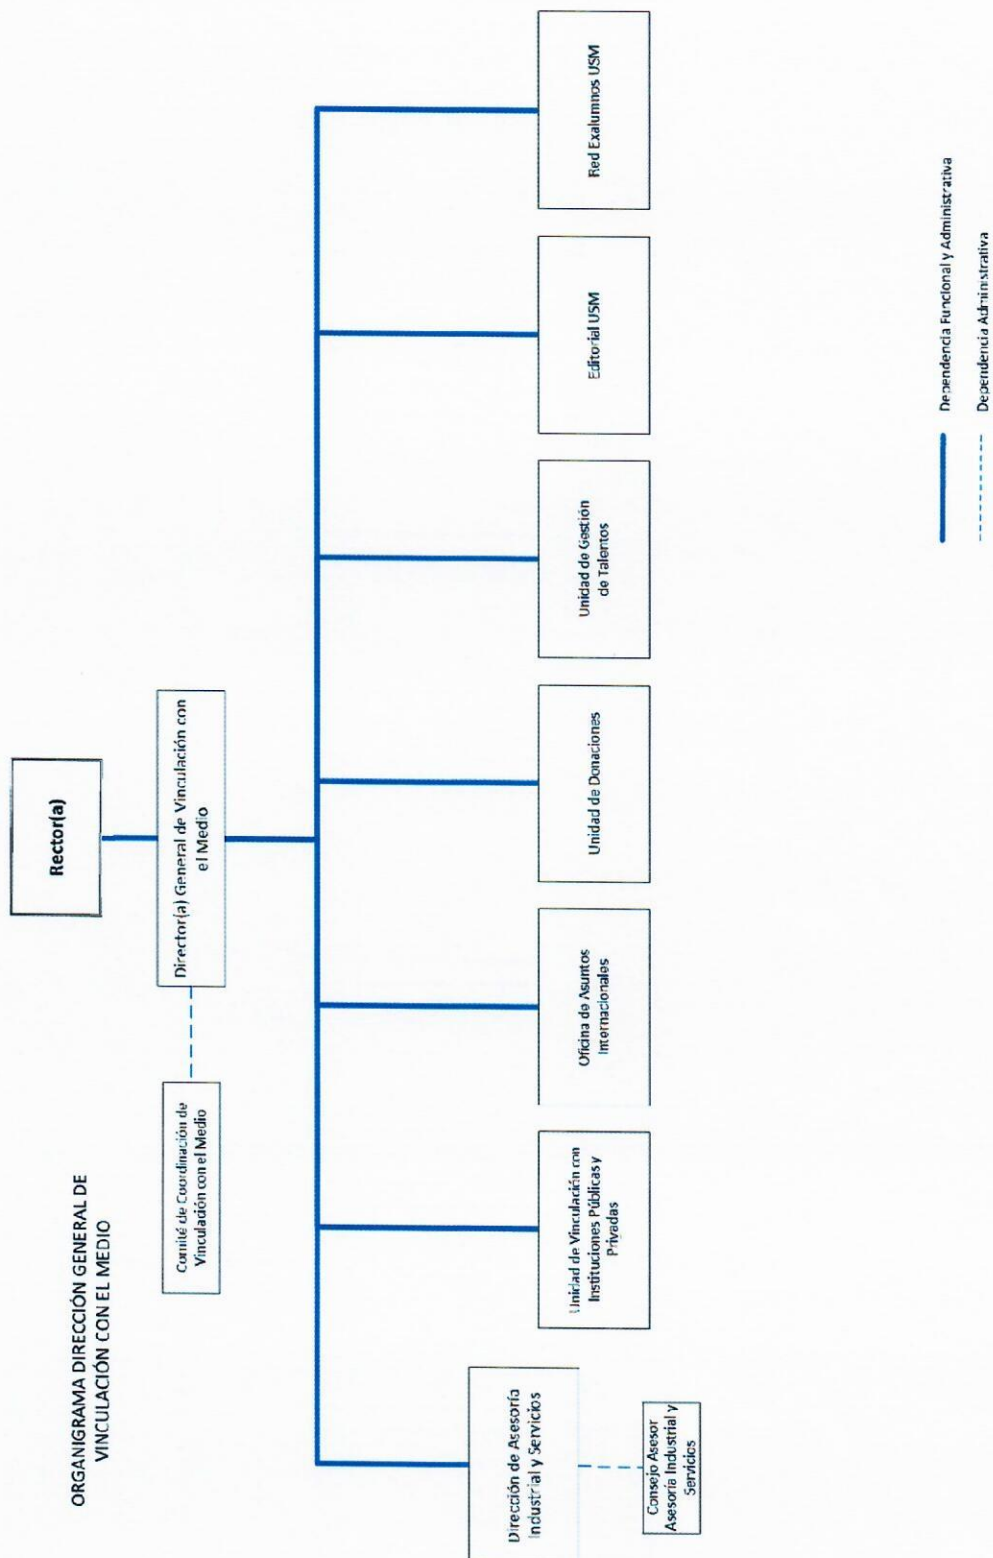 ORGANIGRAMA DIRECCIÓN GENERAL DE
VINCULACIÓN CON EL MEDIO
Rector(a)
Director(a) General de Vinculación con
el Medio
Comité de Coordinación de
Vinculación con el Medio
Dirección de Asesoría
Industrial y Servicios
Consejo Asesor
Asesoría Industrial y
Servicios
Unidad de Vinculación con
Instituciones Públicas y
Privadas
Oficina de Asuntos
Internacionales
Unidad de Donaciones
Unidad de Gestión
de Talentos
Editorial USM
Red Exalumnos USM
Dependencia Funcional y Administrativa
Dependencia Administrativa